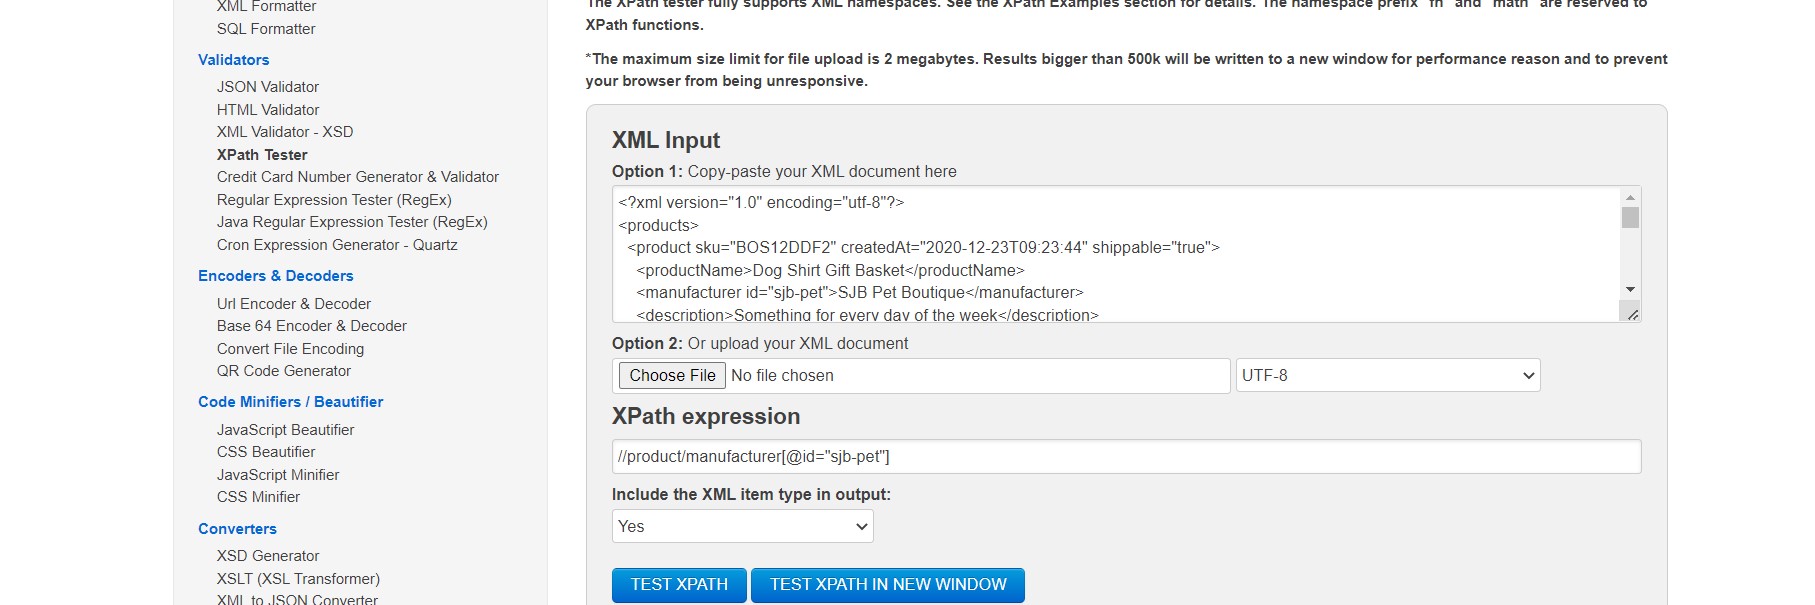 XML Formatter
SQL Formatter
Validators
JSON Validator
HTML Validator
XML Validator - XSD
XPath Tester
Credit Card Number Generator & Validator
Regular Expression Tester (RegEx)
Java Regular Expression Tester (RegEx)
Cron Expression Generator - Quartz
Encoders & Decoders
Url Encoder & Decoder
Base 64 Encoder & Decoder
Convert File Encoding
QR Code Generator
Code Minifiers / Beautifier
JavaScript Beautifier
CSS Beautifier
JavaScript Minifier
CSS Minifier
Converters
XSD Generator
XSLT (XSL Transformer)
XML to JSON Converter
The XPath tester fully supports XML namespaces. See the XPath Examples section for details. The namespace prefix "fn" and "math" are reserved to
XPath functions.
*The maximum size limit for file upload is 2 megabytes. Results bigger than 500k will be written to a new window for performance reason and to prevent
your browser from being unresponsive.
XML Input
Option 1: Copy-paste your XML document here
<?xml version="1.0" encoding="utf-8"?>
<products>
<product sku="BOS12DDF2" createdAt="2020-12-23T09:23:44" shippable="true">
<productName>Dog Shirt Gift Basket</productName>
<manufacturer id="sjb-pet">SJB Pet Boutique</manufacturer>
<description>Something for every day of the week</description>
Option 2: Or upload your XML document
Choose File No file chosen UTF-8
XPath expression
//product/manufacturer[@id="sjb-pet"]
Include the XML item type in output:
Yes
TEST XPATH TEST XPATH IN NEW WINDOW